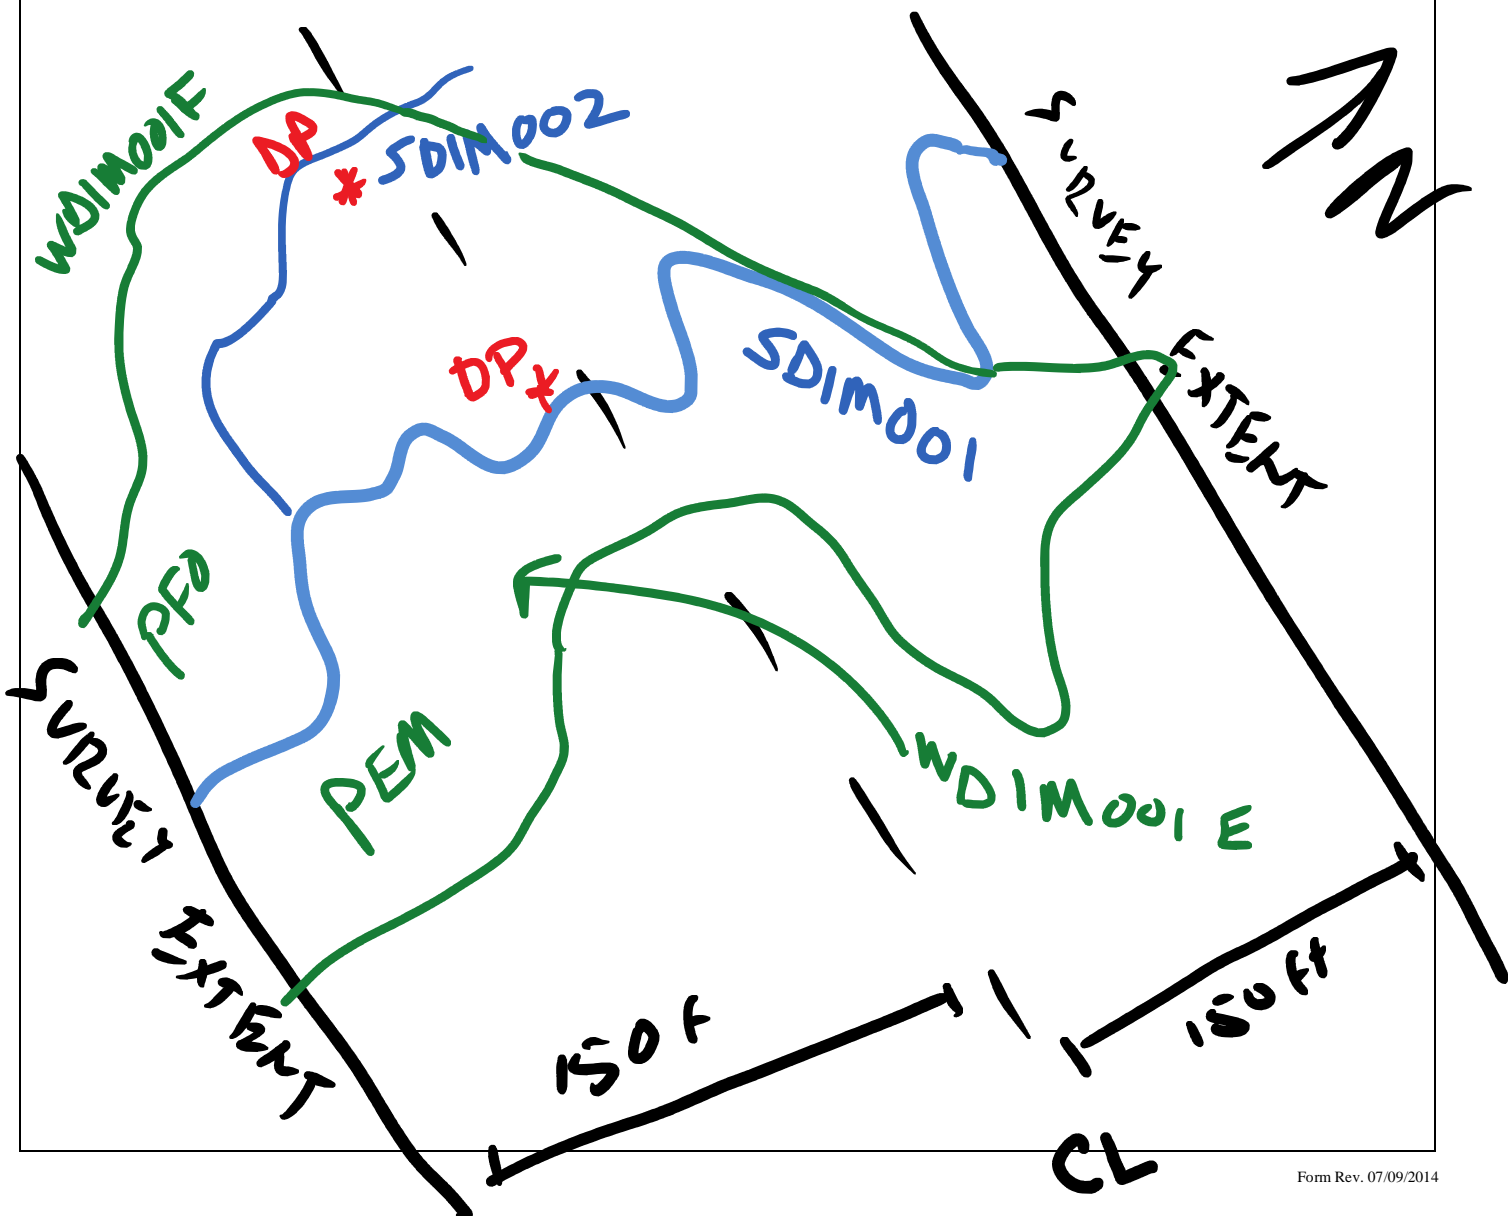 WDIM001F
DP
*
SDIM002
SURVEY EXTENT
N
DP
*
SDIM001
PFO
SURVEY EXTENT
PEM
WDIM001E
150 f
150 ft
CL
Form Rev. 07/09/2014